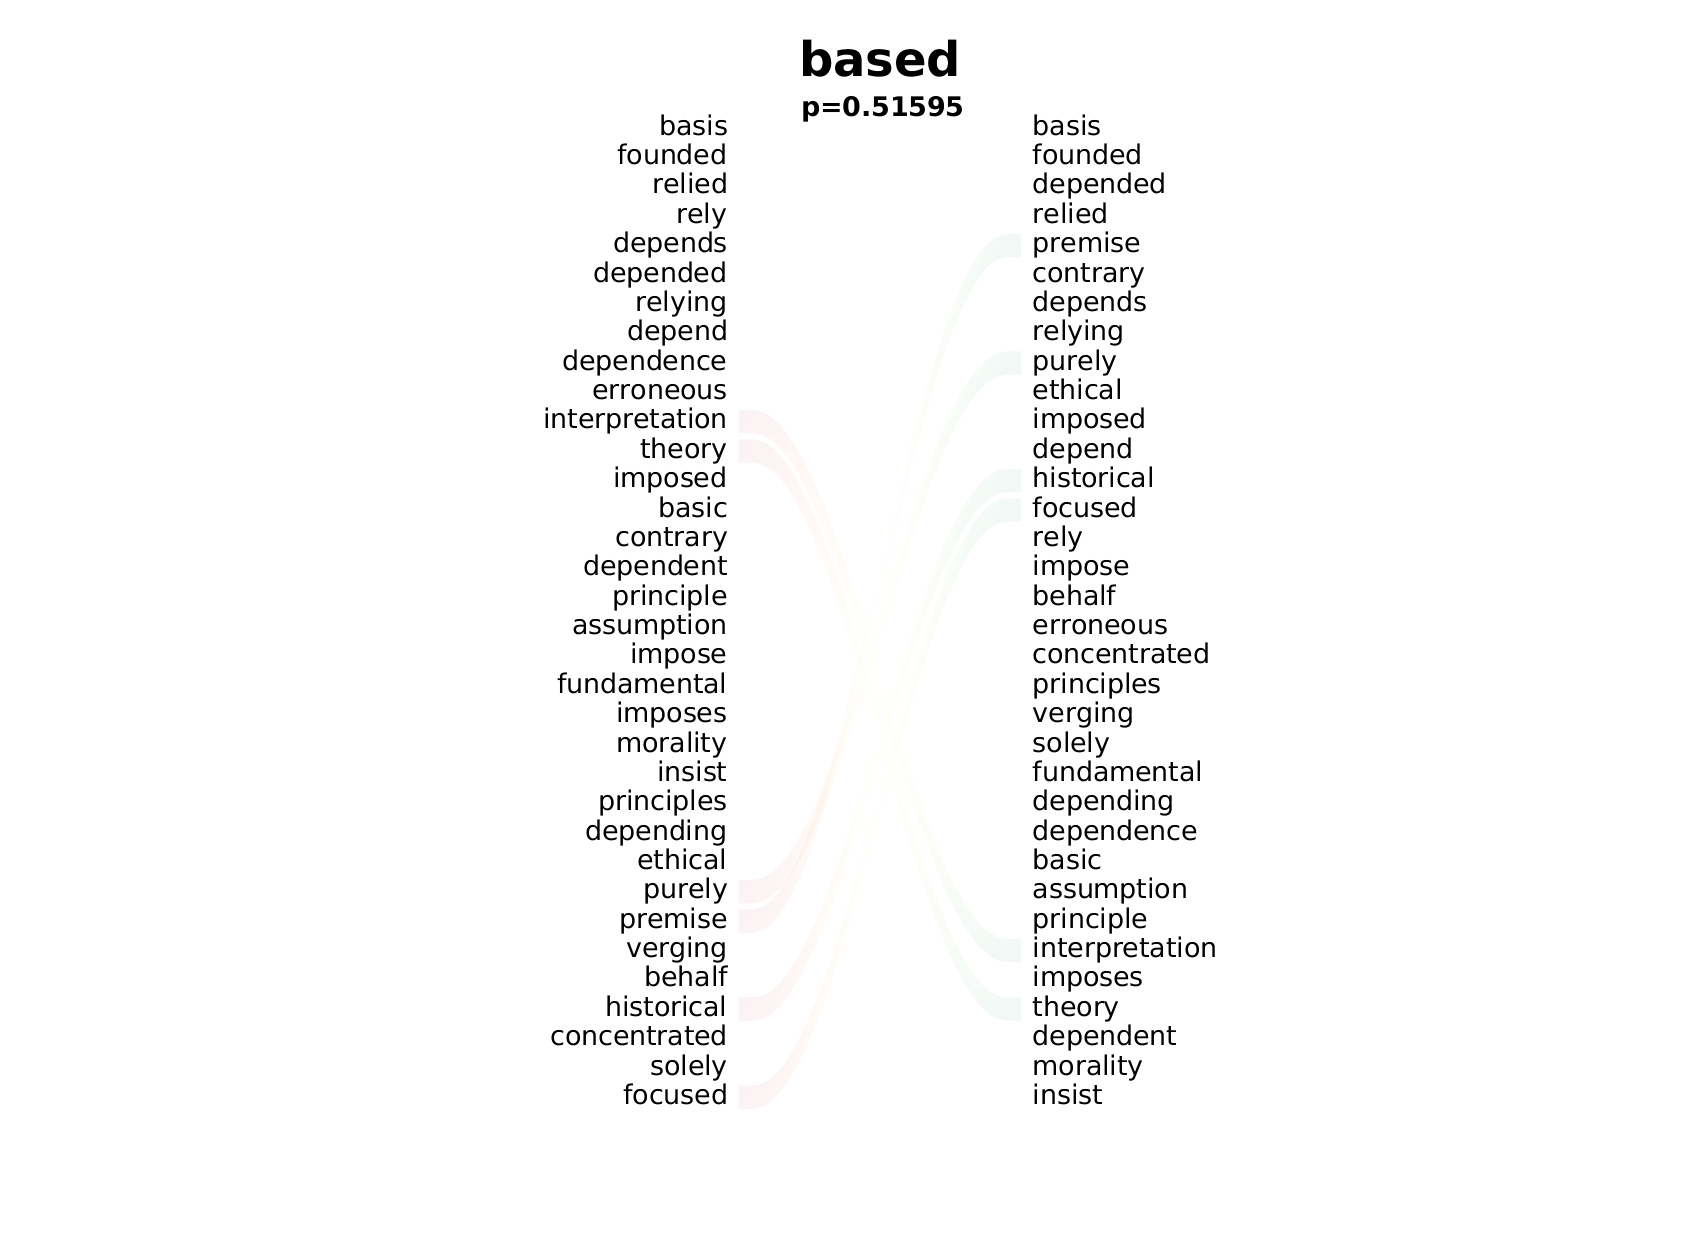 based
p=0.51595
basis basis
founded founded
relied depended
rely relied
depends premise
depended contrary
relying depends
depend relying
dependence purely
erroneous ethical
interpretation imposed
theory depend
imposed historical
basic focused
contrary rely
dependent impose
principle behalf
assumption erroneous
impose concentrated
fundamental principles
imposes verging
morality solely
insist fundamental
principles depending
depending dependence
ethical basic
purely assumption
premise principle
verging interpretation
behalf imposes
historical theory
concentrated dependent
solely morality
focused insist